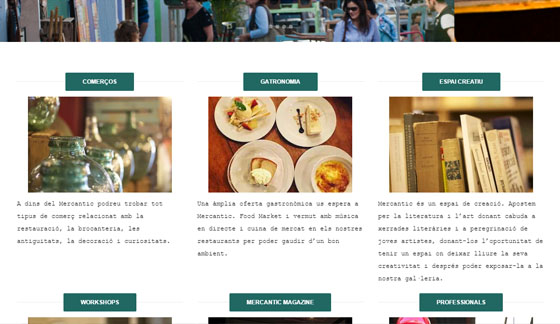 COMERÇOS
GATRONOMIA
ESPAI CREATIU
A dins del Mercantic podreu trobar tot
tipus de comerç relacionat amb la
restauració, la brocanteria, les
antiguitats, la decoració i curiositats.
Una àmplia oferta gastronòmica us espera a
Mercantic. Food Market i vermut amb música
en directe i cuina de mercat en els nostres
restaurants per poder gaudir d'un bon
ambient.
Mercantic és un espai de creació. Apostem
per la literatura i l'art donant cabuda a
xerrades literàries i a peregrinació de
joves artistes, donant-los l'oportunitat de
tenir un espai on deixar lliure la seva
creativitat i després poder exposar-la a la
nostra gal·leria.
WORKSHOPS
MERCANTIC MAGAZINE
PROFESSIONALS